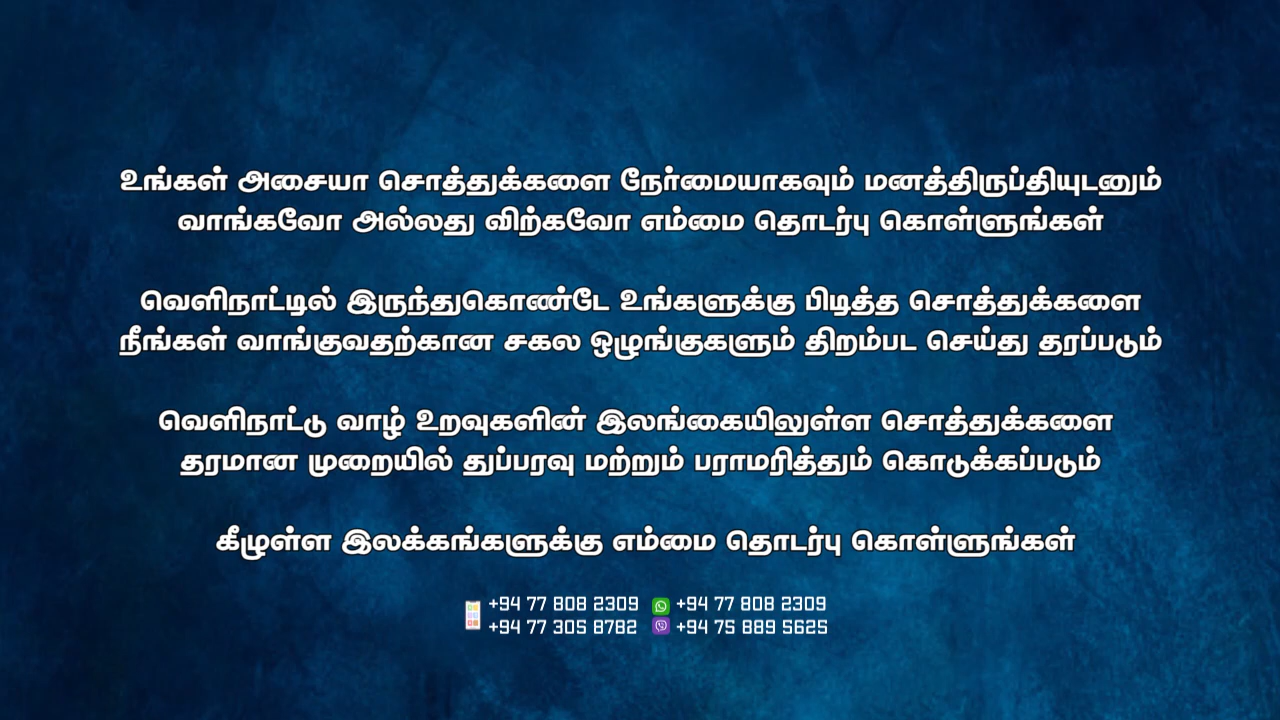 உங்கள் அசையா சொத்துக்களை நேர்மையாகவும் மனத்திருப்தியுடனும்
வாங்கவோ அல்லது விற்கவோ எம்மை தொடர்பு கொள்ளுங்கள்
வெளிநாட்டில் இருந்துகொண்டே உங்களுக்கு பிடித்த சொத்துக்களை
நீங்கள் வாங்குவதற்கான சகல ஒழுங்குகளும் திறம்பட செய்து தரப்படும்
வெளிநாட்டு வாழ் உறவுகளின் இலங்கையிலுள்ள சொத்துக்களை
தரமான முறையில் துப்பரவு மற்றும் பராமரித்தும் கொடுக்கப்படும்
கீழுள்ள இலக்கங்களுக்கு எம்மை தொடர்பு கொள்ளுங்கள்
+94 77 808 2309 +94 77 808 2309
+94 77 305 8782 +94 75 889 5625